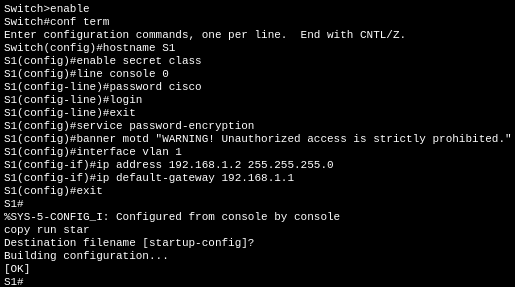 Switch>enable
Switch#conf term
Enter configuration commands, one per line.  End with CNTL/Z.
Switch(config)#hostname S1
S1(config)#enable secret class
S1(config)#line console 0
S1(config-line)#password cisco
S1(config-line)#login
S1(config-line)#exit
S1(config)#service password-encryption
S1(config)#banner motd "WARNING! Unauthorized access is strictly prohibited."
S1(config)#interface vlan 1
S1(config-if)#ip address 192.168.1.2 255.255.255.0
S1(config-if)#ip default-gateway 192.168.1.1
S1(config)#exit
S1#
%SYS-5-CONFIG_I: Configured from console by console
copy run star
Destination filename [startup-config]?
Building configuration...
[OK]
S1#